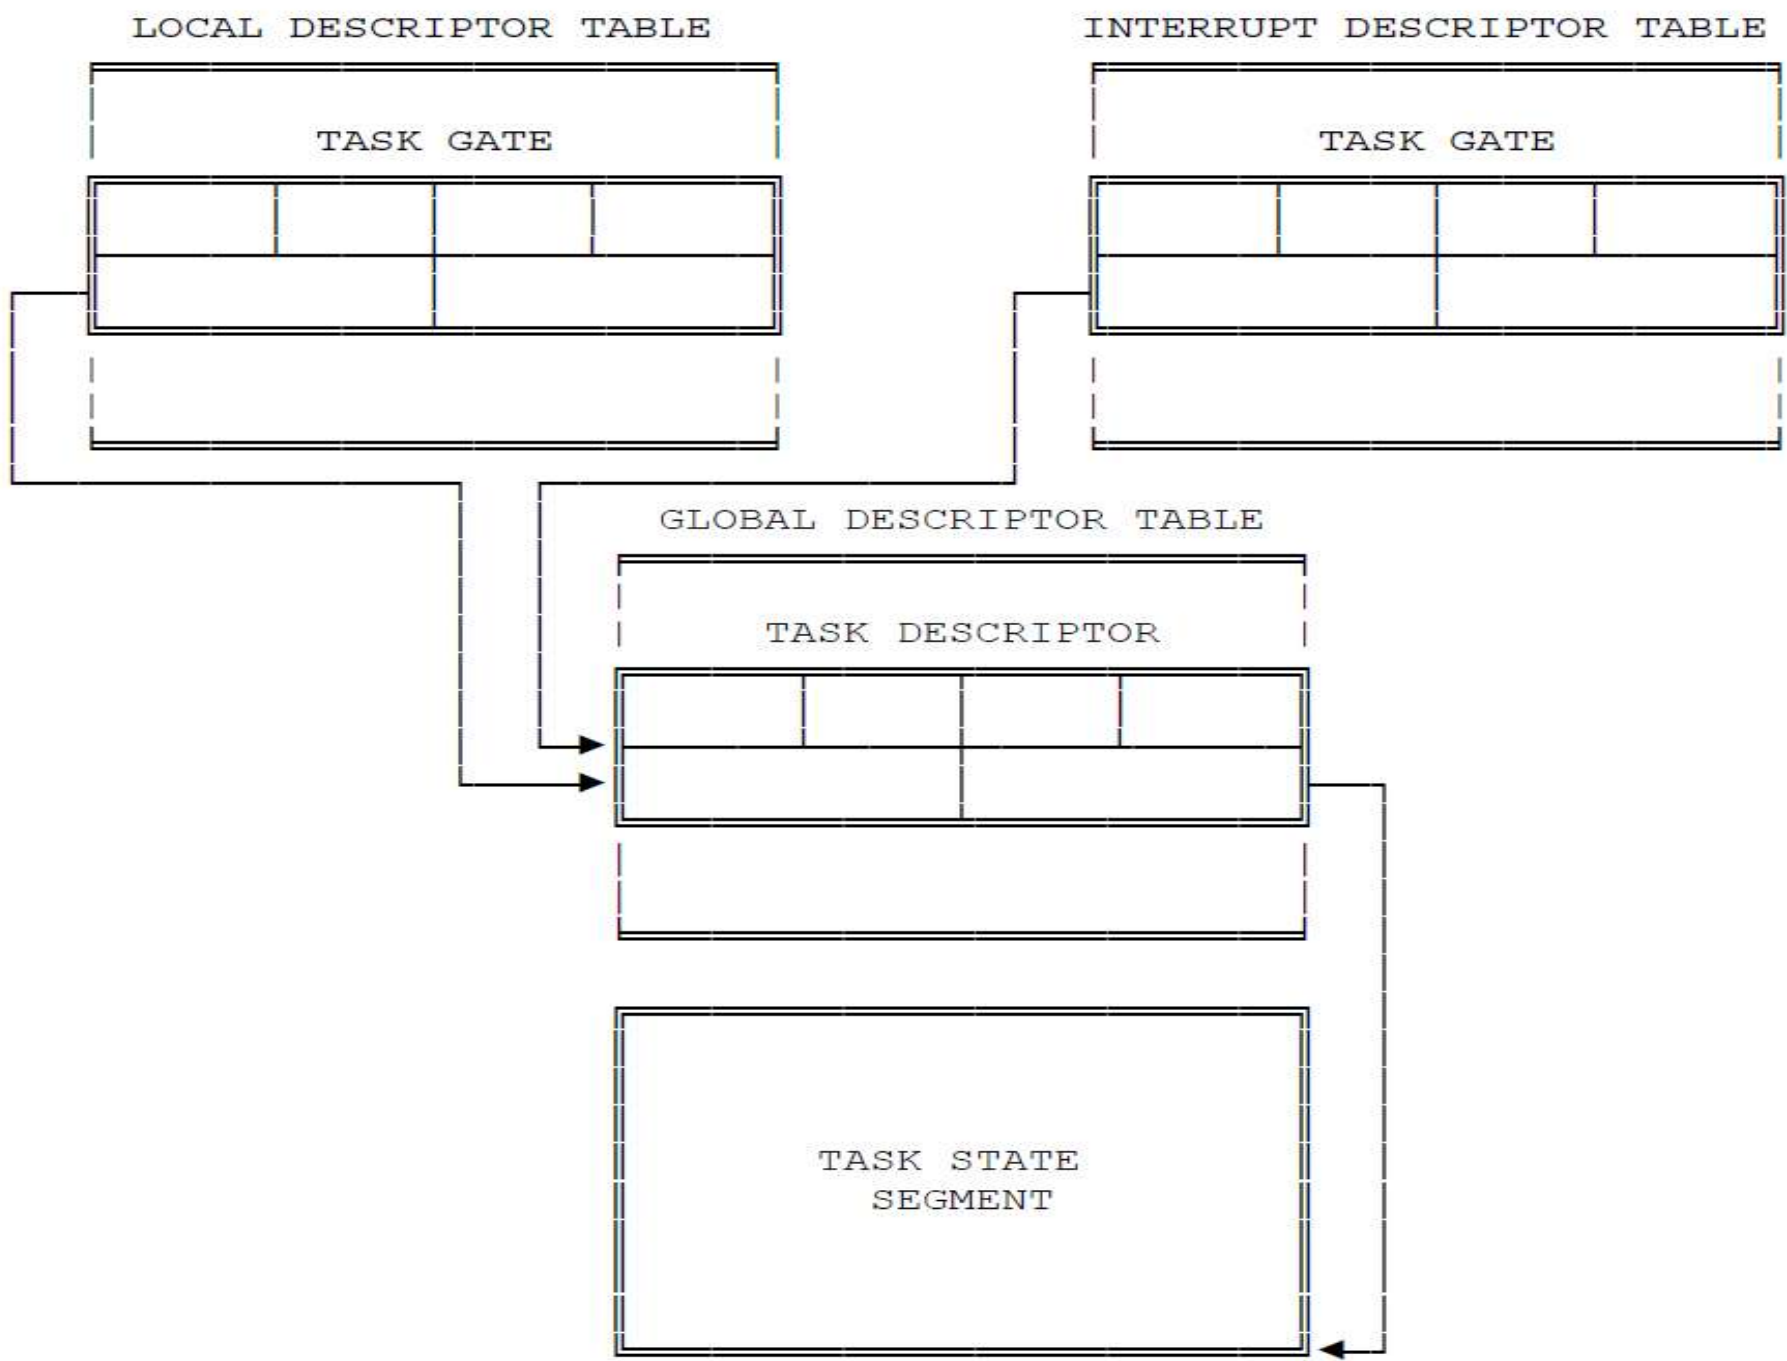 LOCAL DESCRIPTOR TABLE
INTERRUPT DESCRIPTOR TABLE
TASK GATE
TASK GATE
GLOBAL DESCRIPTOR TABLE
TASK DESCRIPTOR
TASK STATE
SEGMENT